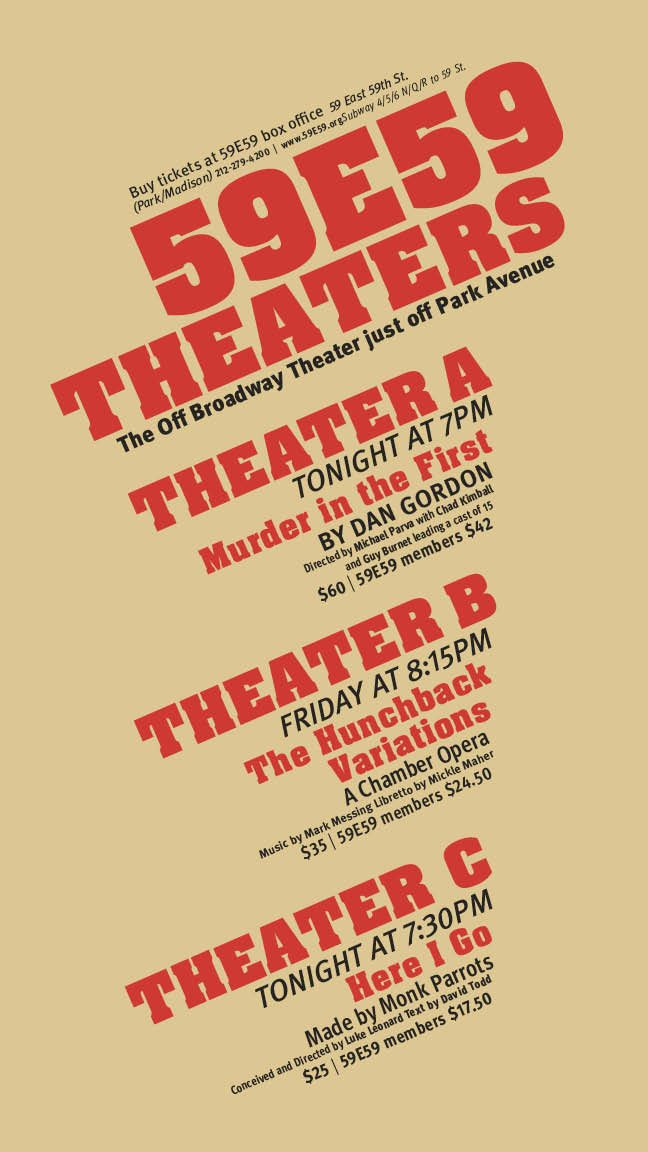 Buy tickets at 59E59 box office 59 East 59th St.
(Park/Madison) 212-279-4200 | www.59E59.orgSubway 4/5/6 N/Q/R to 59 St.
59E59
THEATERS
The Off Broadway Theater just off Park Avenue
THEATER A
TONIGHT AT 7PM
Murder in the First
BY DAN GORDON
Directed by Michael Parva with Chad Kimball
and Guy Burnet leading a cast of 15
$60 | 59E59 members $42
THEATER B
FRIDAY AT 8:15PM
The Hunchback
Variations
A Chamber Opera
Music by Mark Messing Libretto by Mickle Maher
$35 | 59E59 members $24.50
THEATER C
TONIGHT AT 7:30PM
Here I Go
Made by Monk Parrots
Conceived and Directed by Luke Leonard Text by David Todd
$25 | 59E59 members $17.50